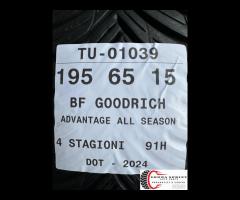 TU-01039
195 65 15
BF GOODRICH
ADVANTAGE ALL SEASON
4 STAGIONI 91H
DOT - 2024